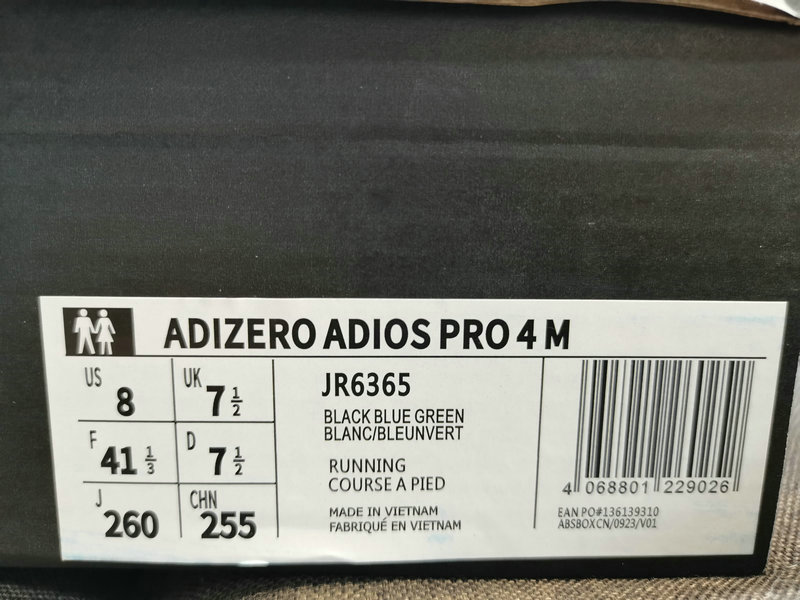 ADIZERO ADIOS PRO 4 M
US 8 UK 7 1/2
F 41 1/3 D 7 1/2
J 260 CHN 255
JR6365
BLACK BLUE GREEN
BLANC/BLEUNVERT
RUNNING
COURSE A PIED
MADE IN VIETNAM
FABRIQUÉ EN VIETNAM
4 068801 229026
EAN PO#136139310
ABSBOXCN/0923/V01